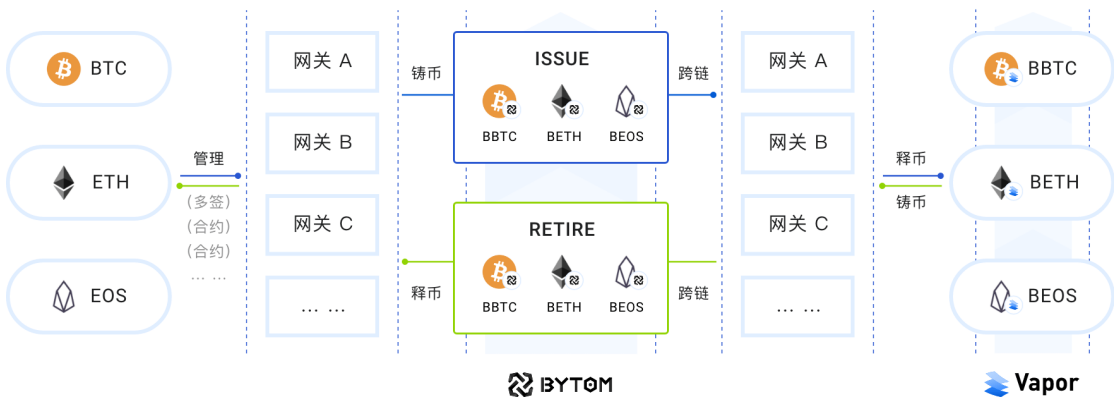 BTC
ETH
EOS
管理
(多签)
(合约)
(合约)
... ...
网关 A
网关 B
网关 C
... ...
铸币
释币
ISSUE
BBTC BETH BEOS
RETIRE
BBTC BETH BEOS
跨链
跨链
网关 A
网关 B
网关 C
... ...
释币
铸币
BBTC
BETH
BEOS
BYTOM
Vapor